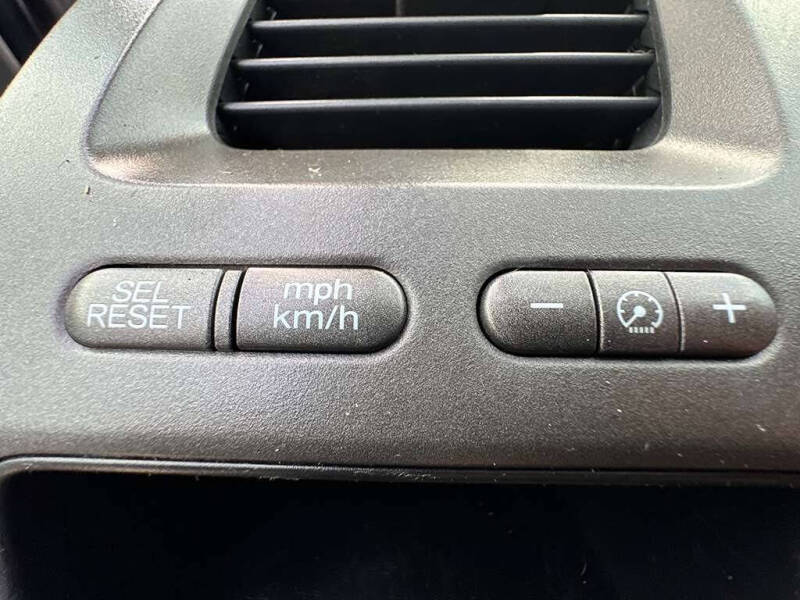 SEL
RESET
mph
km/h
- +